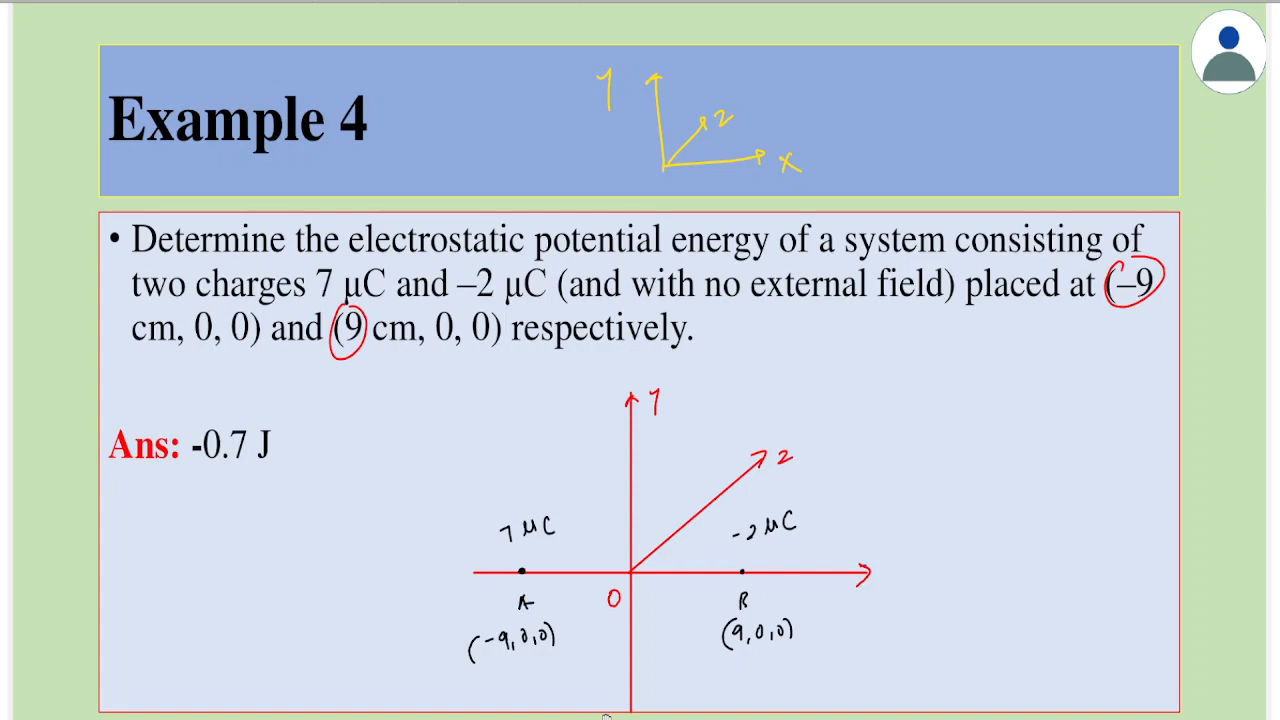 Example 4
Y
Z
X
• Determine the electrostatic potential energy of a system consisting of
two charges 7 μC and –2 μC (and with no external field) placed at (–9
cm, 0, 0) and (9 cm, 0, 0) respectively.
Y
Ans: -0.7 J
Z
7 μC
-2 μC
O
A
B
(-9,0,0)
(9,0,0)